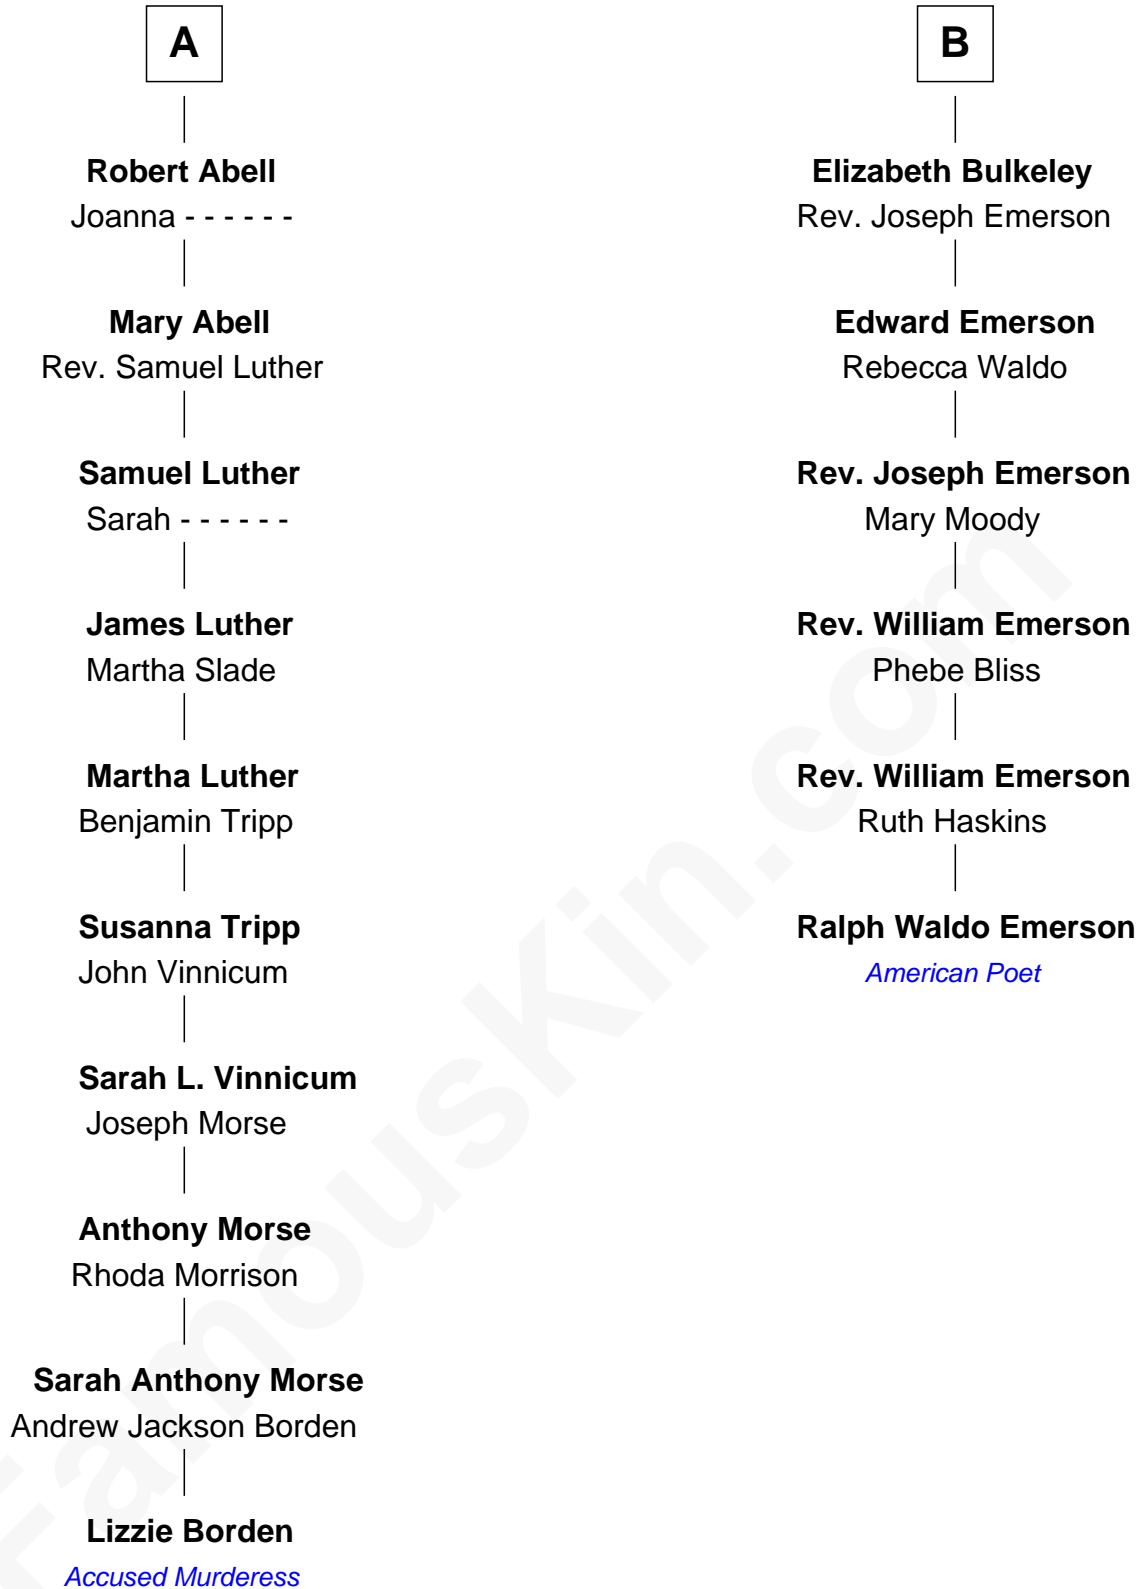 A
Robert Abell
Joanna - - - - - -
Mary Abell
Rev. Samuel Luther
Samuel Luther
Sarah - - - - - -
James Luther
Martha Slade
Martha Luther
Benjamin Tripp
Susanna Tripp
John Vinnicum
Sarah L. Vinnicum
Joseph Morse
Anthony Morse
Rhoda Morrison
Sarah Anthony Morse
Andrew Jackson Borden
Lizzie Borden
Accused Murderess
B
Elizabeth Bulkeley
Rev. Joseph Emerson
Edward Emerson
Rebecca Waldo
Rev. Joseph Emerson
Mary Moody
Rev. William Emerson
Phebe Bliss
Rev. William Emerson
Ruth Haskins
Ralph Waldo Emerson
American Poet
FamousKin.com